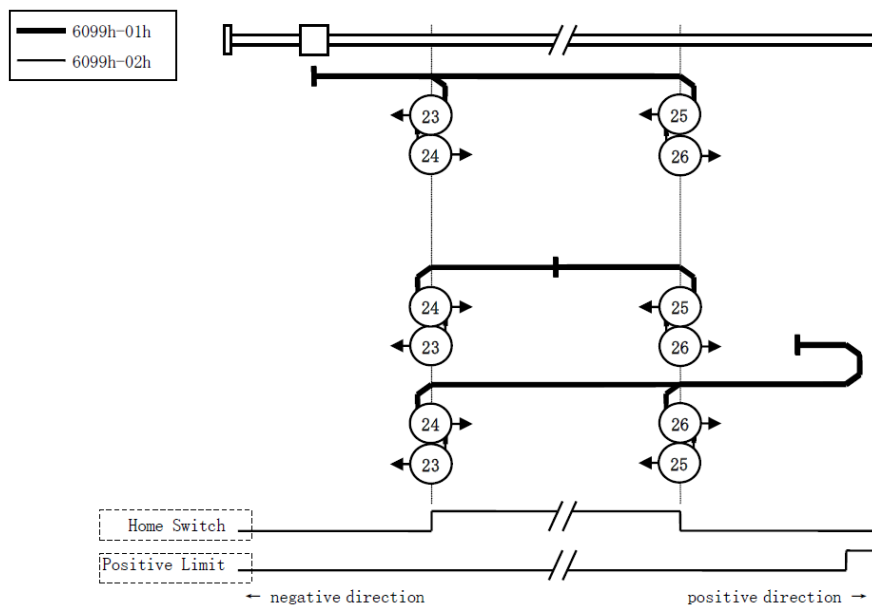 6099h-01h
6099h-02h
23 25
24 26
24 25
23 26
24 26
23 25
Home Switch
Positive Limit
← negative direction positive direction →